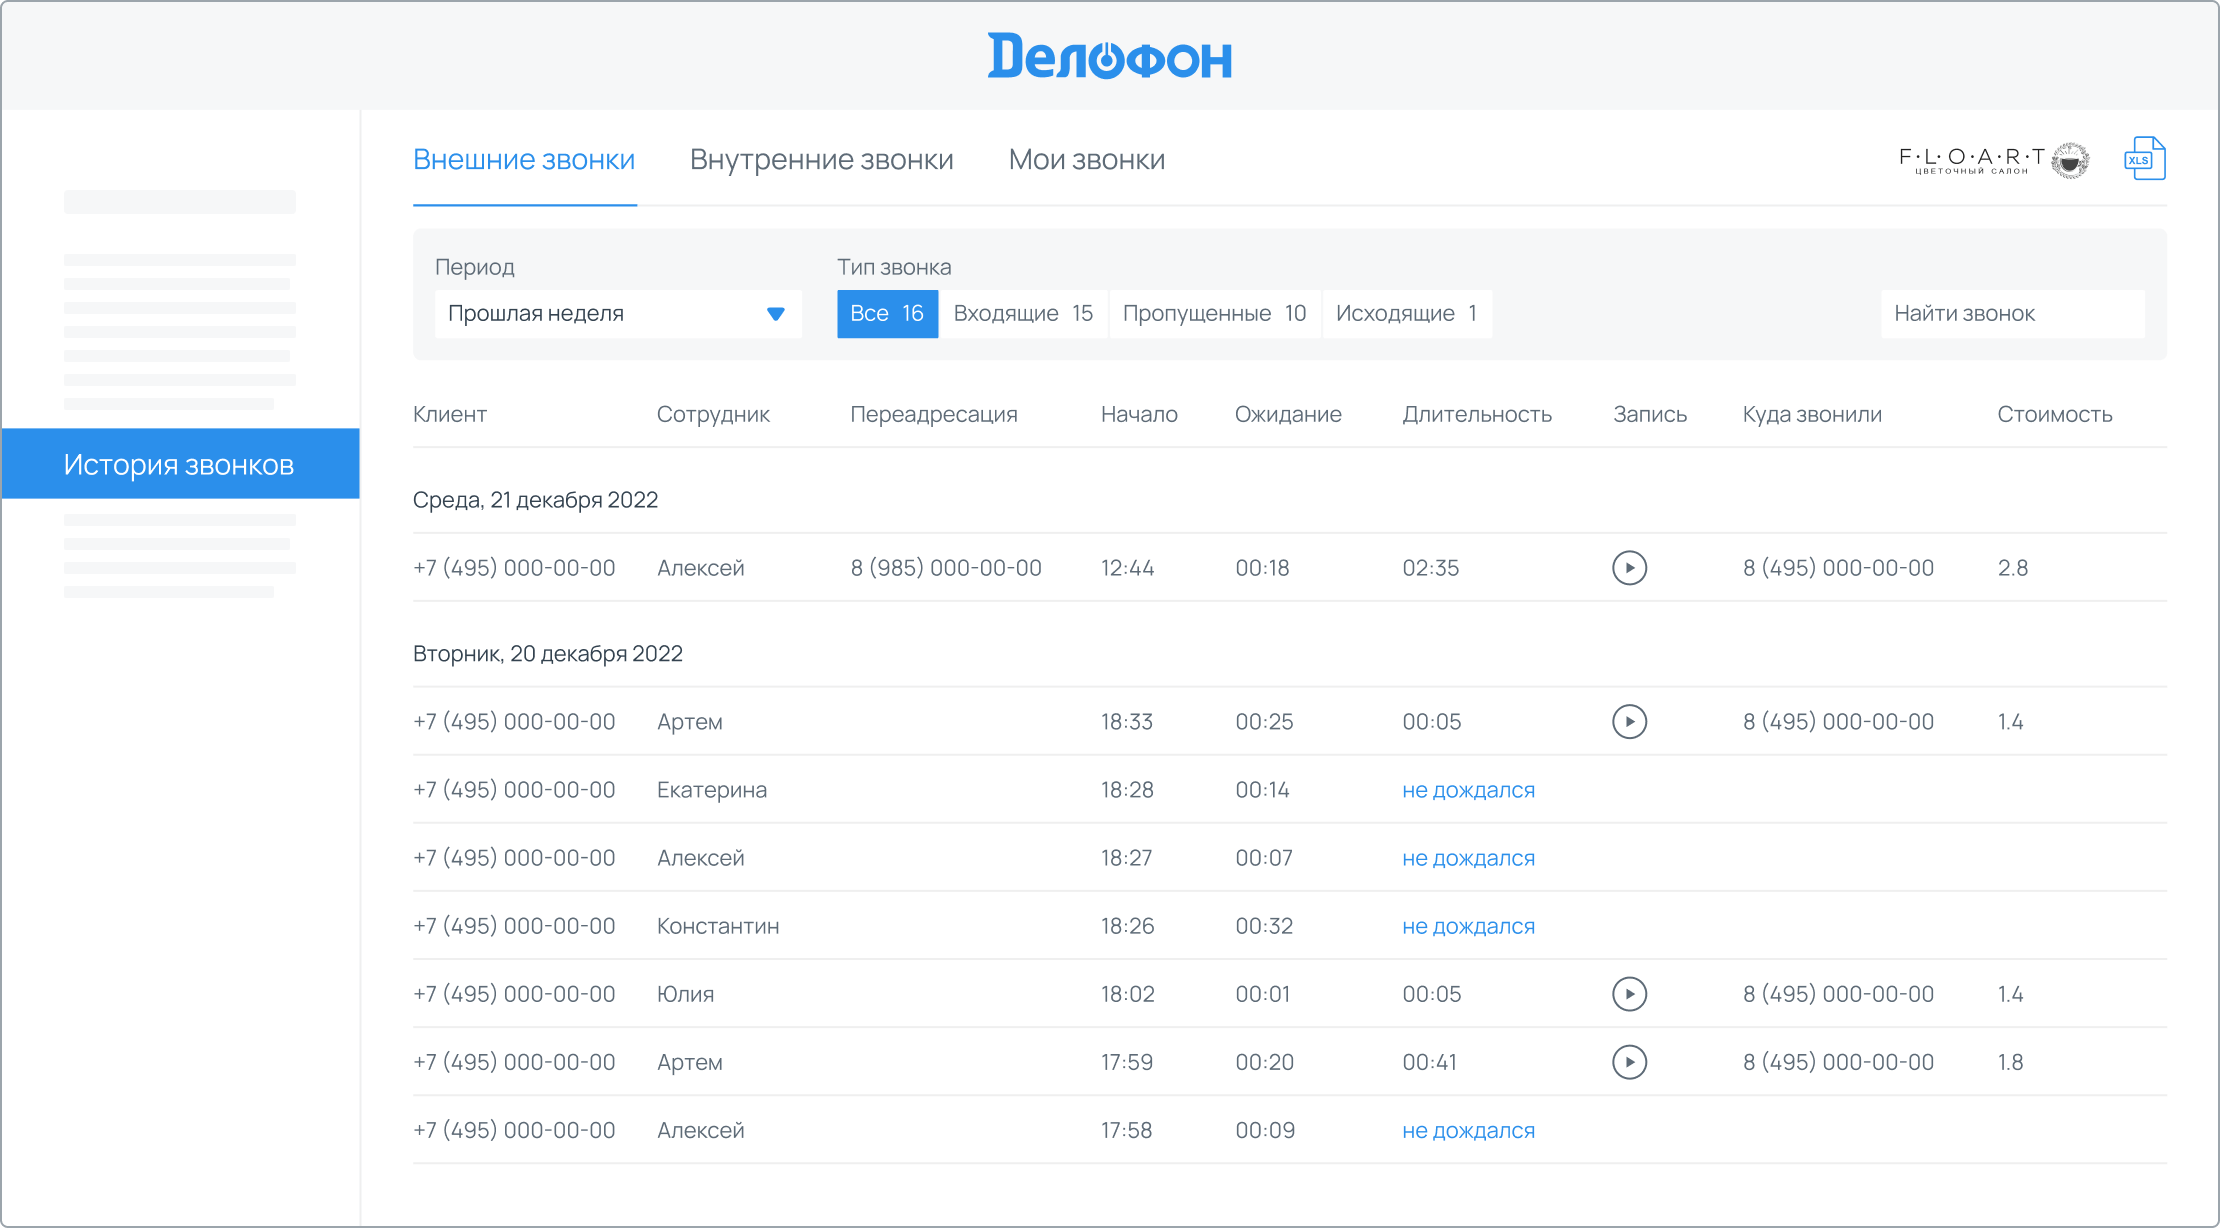 Делофон
Внешние звонки Внутренние звонки Мои звонки F·L·O·A·R·T
ЦВЕТОЧНЫЙ САЛОН
XLS
Период Тип звонка
Прошлая неделя Все 16 Входящие 15 Пропущенные 10 Исходящие 1 Найти звонок
Клиент Сотрудник Переадресация Начало Ожидание Длительность Запись Куда звонили Стоимость
История звонков
Среда, 21 декабря 2022
+7 (495) 000-00-00 Алексей 8 (985) 000-00-00 12:44 00:18 02:35 8 (495) 000-00-00 2.8
Вторник, 20 декабря 2022
+7 (495) 000-00-00 Артем 18:33 00:25 00:05 8 (495) 000-00-00 1.4
+7 (495) 000-00-00 Екатерина 18:28 00:14 не дождался
+7 (495) 000-00-00 Алексей 18:27 00:07 не дождался
+7 (495) 000-00-00 Константин 18:26 00:32 не дождался
+7 (495) 000-00-00 Юлия 18:02 00:01 00:05 8 (495) 000-00-00 1.4
+7 (495) 000-00-00 Артем 17:59 00:20 00:41 8 (495) 000-00-00 1.8
+7 (495) 000-00-00 Алексей 17:58 00:09 не дождался